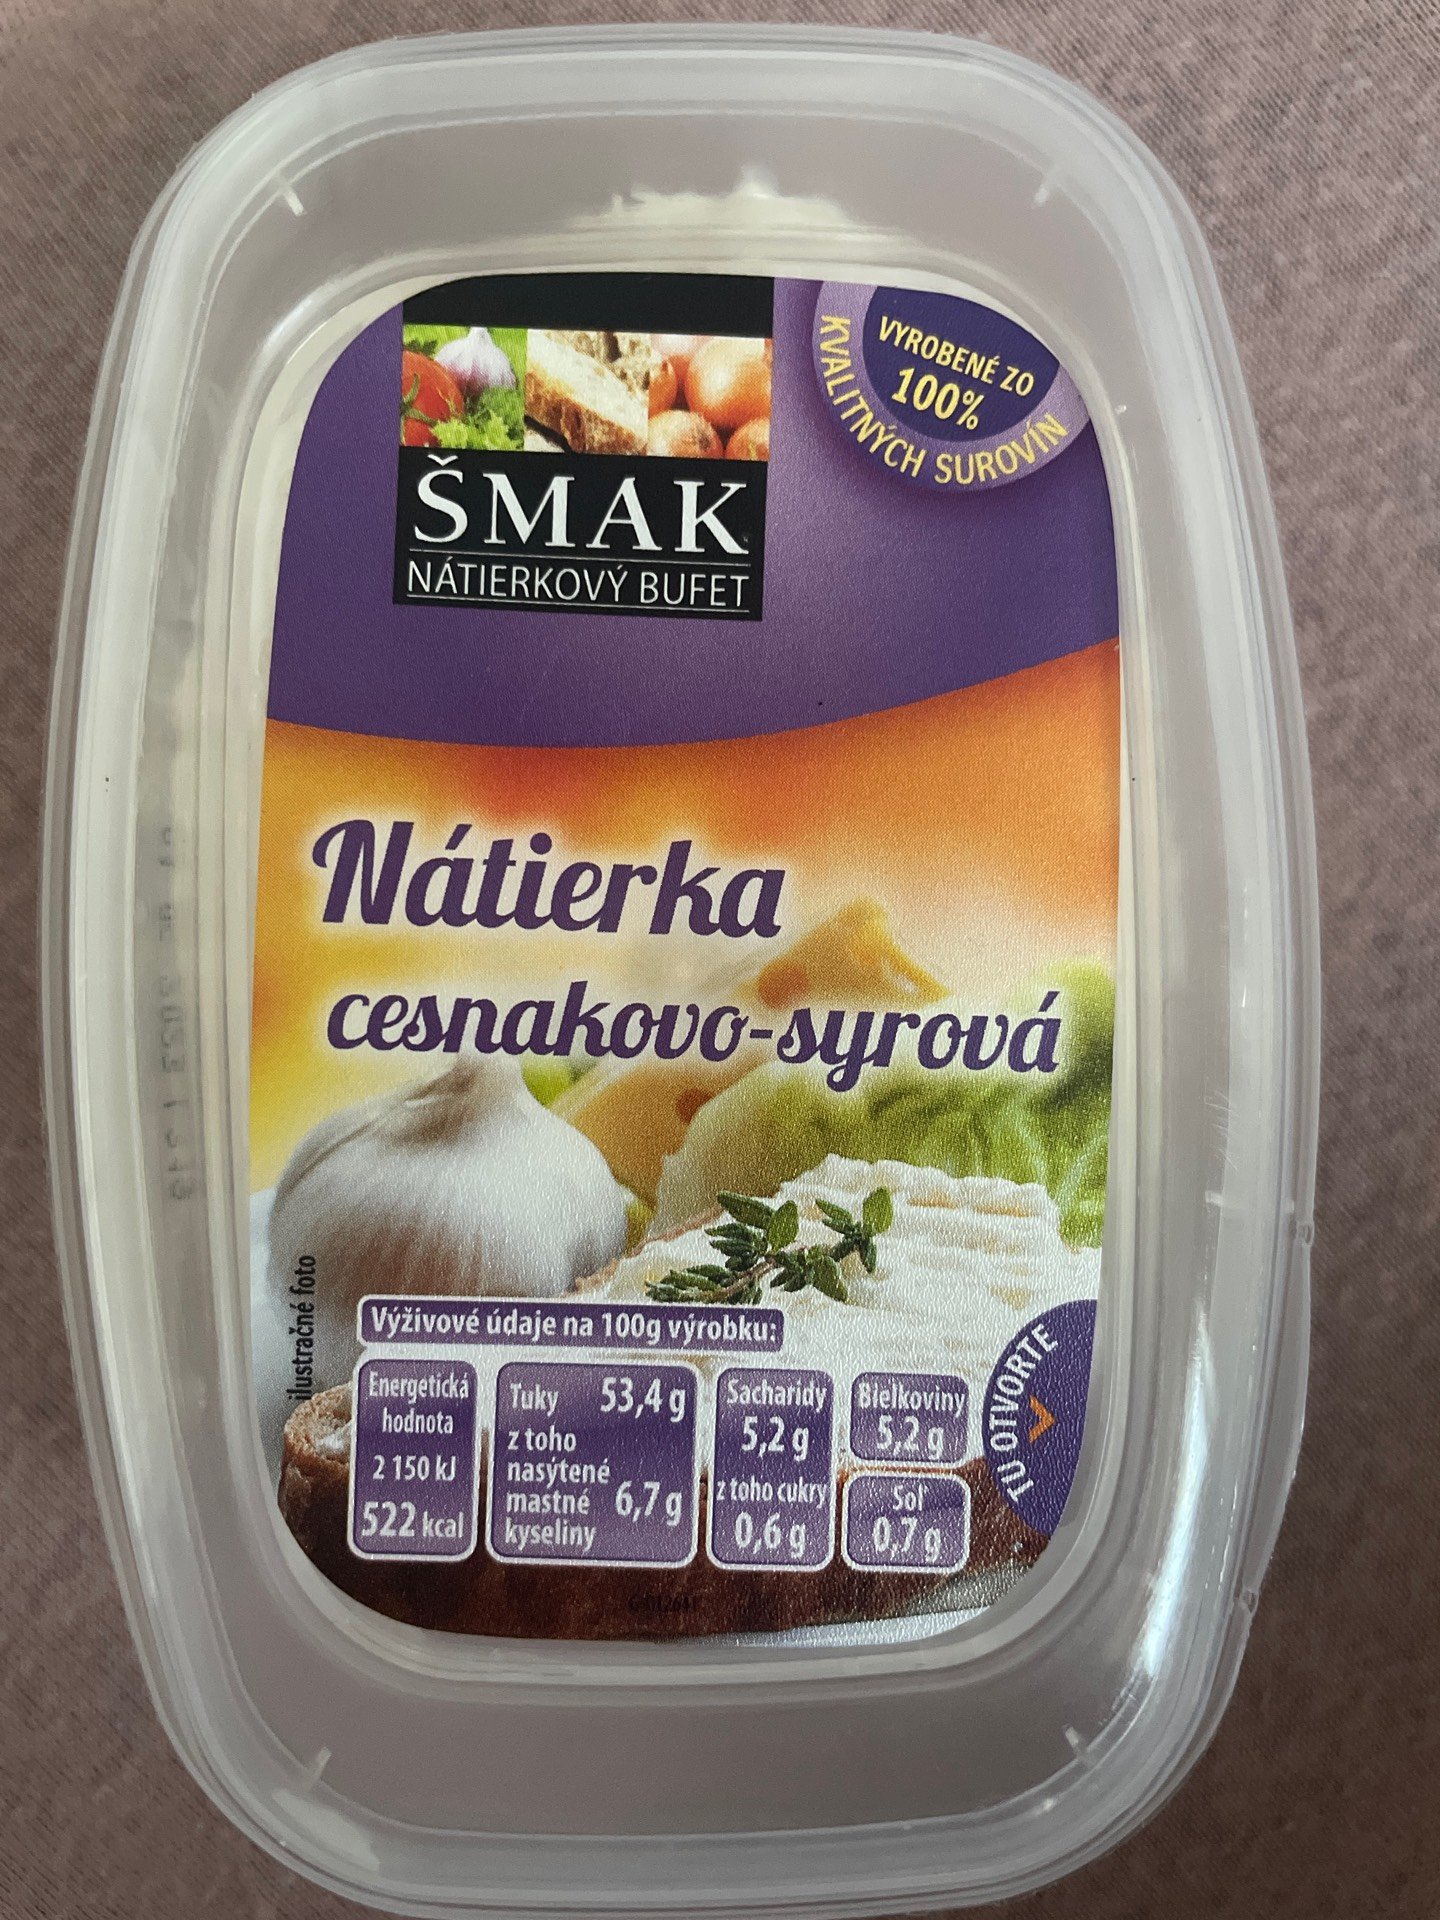 VYROBENÉ ZO
100%
KVALITNÝCH SUROVÍN
ŠMAK
NÁTIERKOVÝ BUFET
Nátierka
cesnakovo-syrová
ilustračné foto
Výživové údaje na 100g výrobku:
Energetická
hodnota
2 150 kJ
522 kcal
Tuky 53,4 g
z toho
nasýtené
mastné
kyseliny 6,7 g
Sacharidy
5,2 g
z toho cukry
0,6 g
Bielkoviny
5,2 g
Soľ
0,7 g
TU OTVORTE